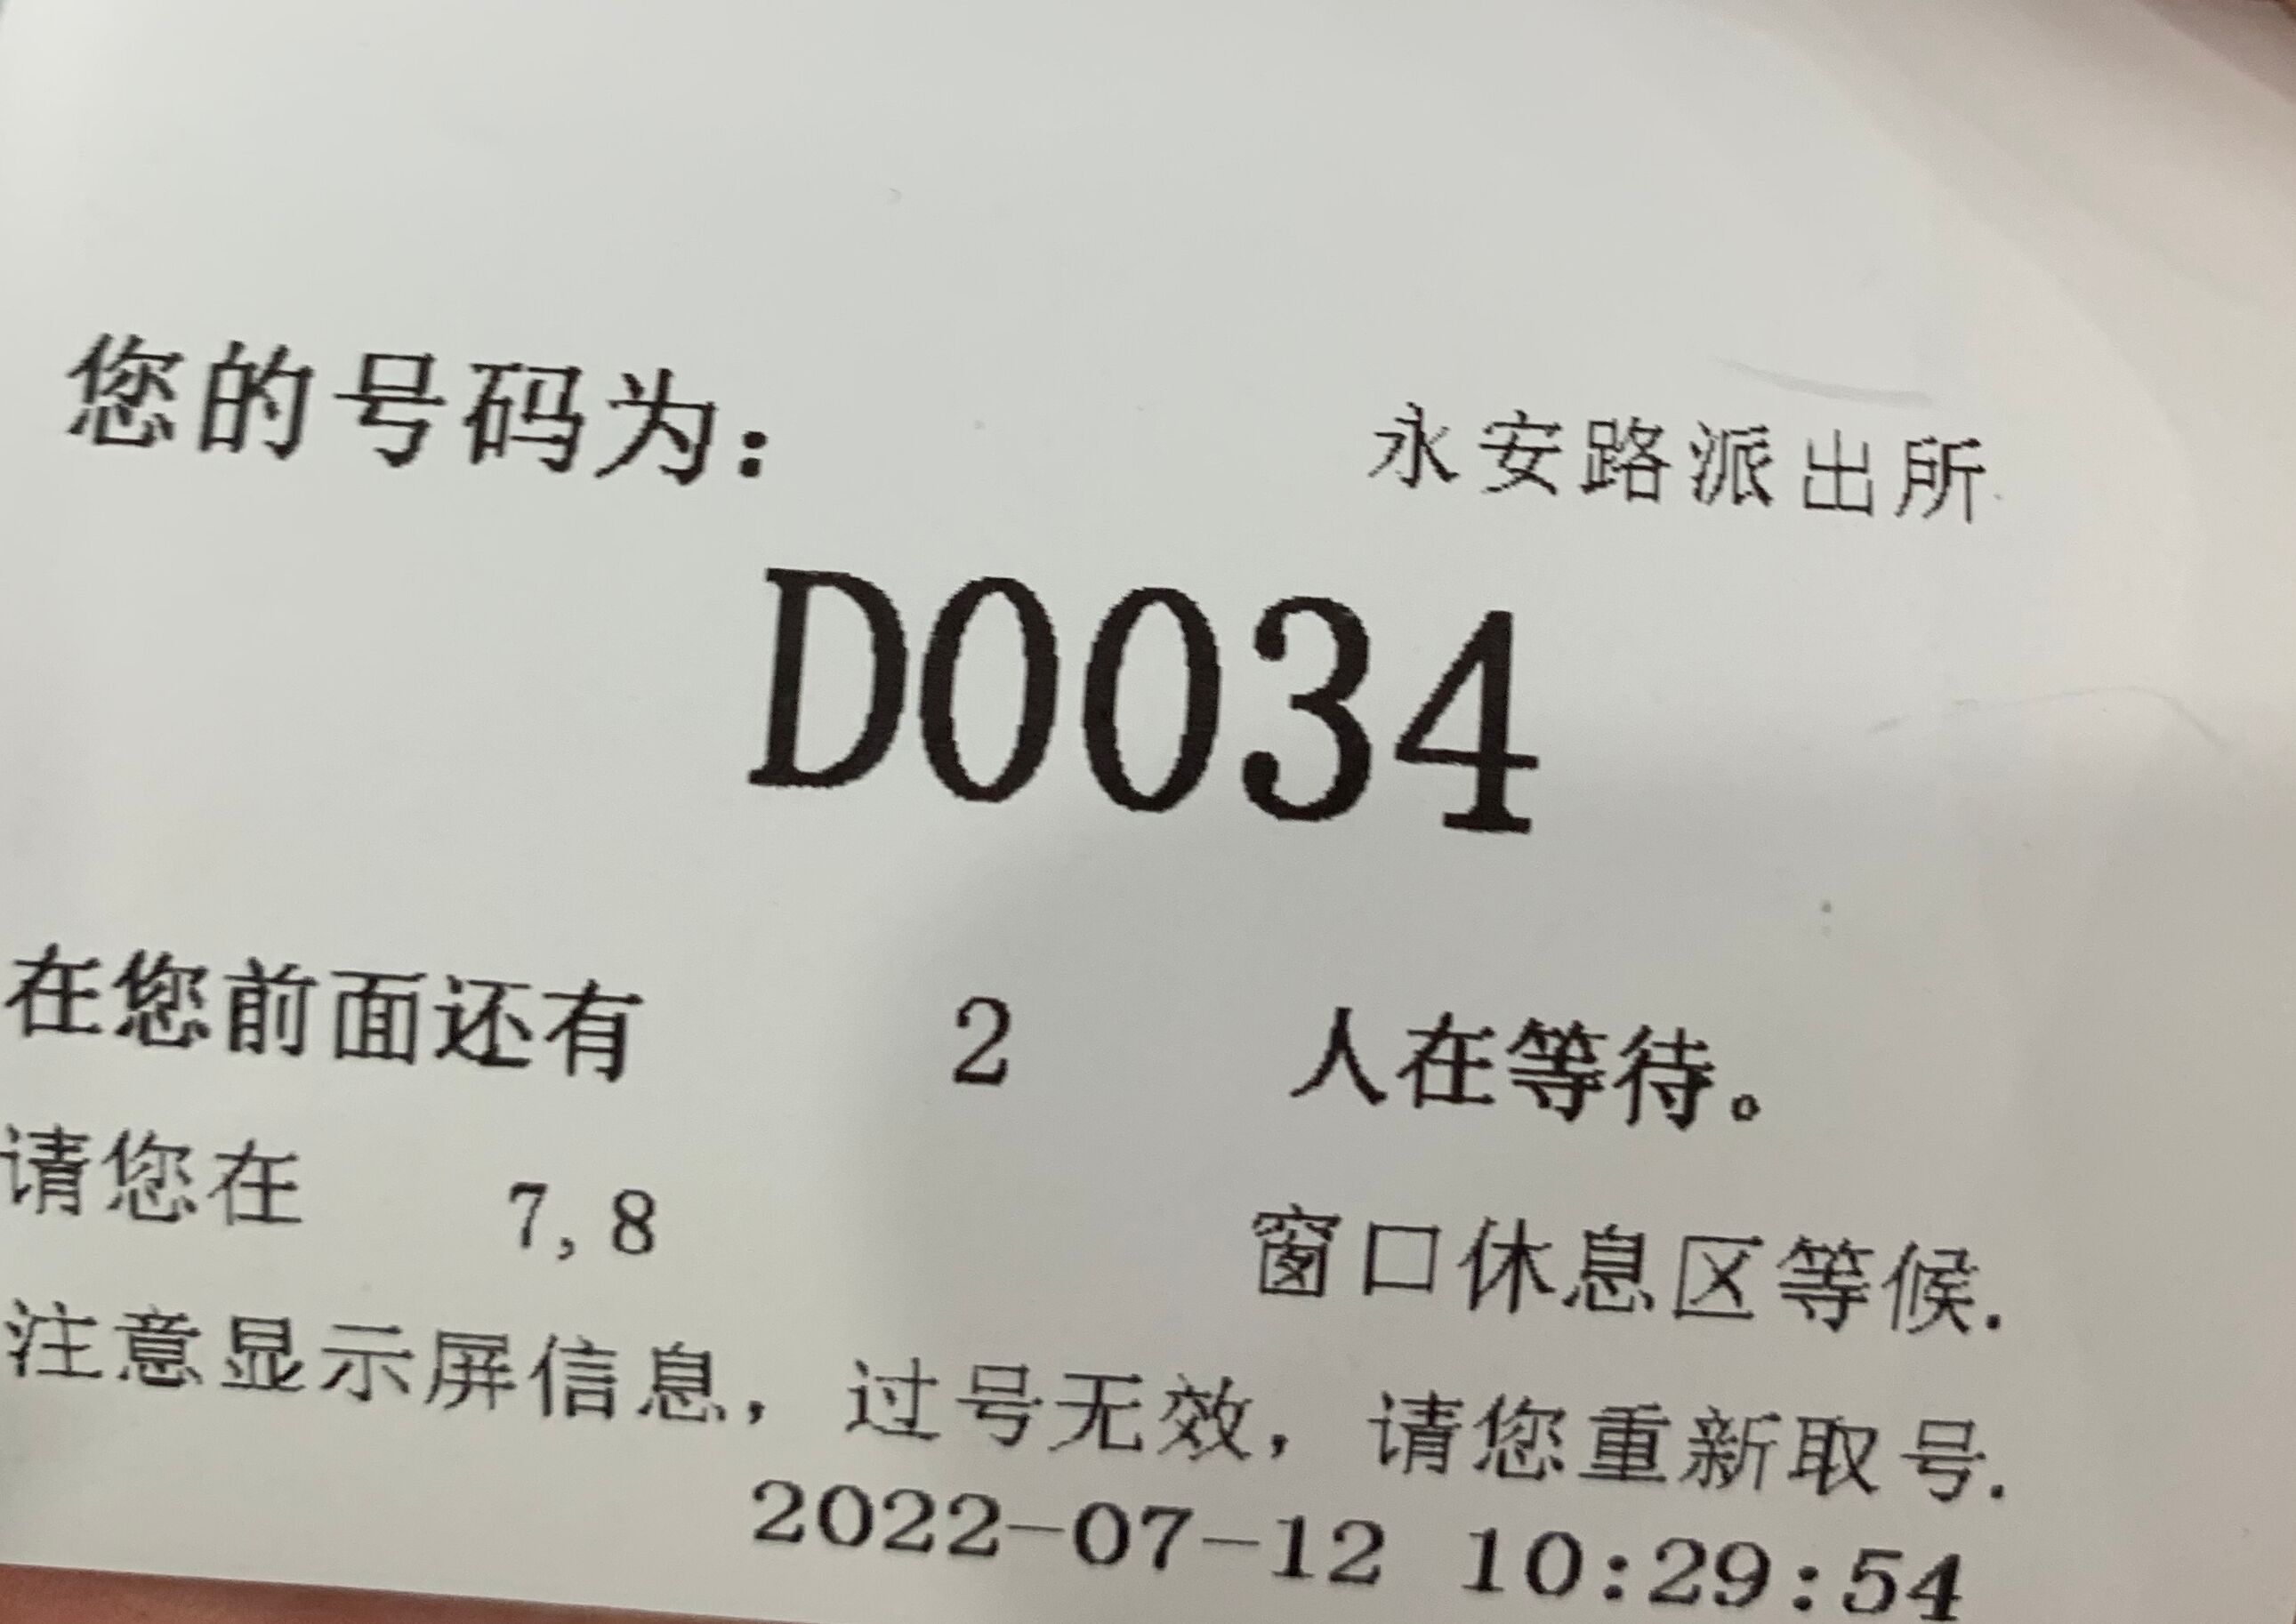 您的号码为:
永安路派出所
D0034
在您前面还有 2 人在等待。
请您在 7,8 窗口休息区等候.
注意显示屏信息，过号无效，请您重新取号.
2022-07-12 10:29:54